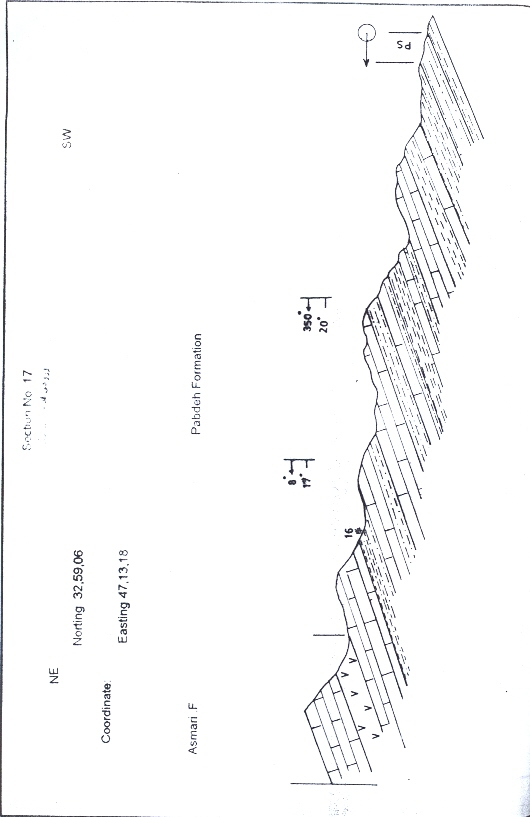 Section No 17
NE
SW
Norting 32,59,06
Coordinate:
Easting 47,13,18
Asmari .F
Pabdeh Formation
8°
17°
350°
20°
16
Ps
v v v v v v v